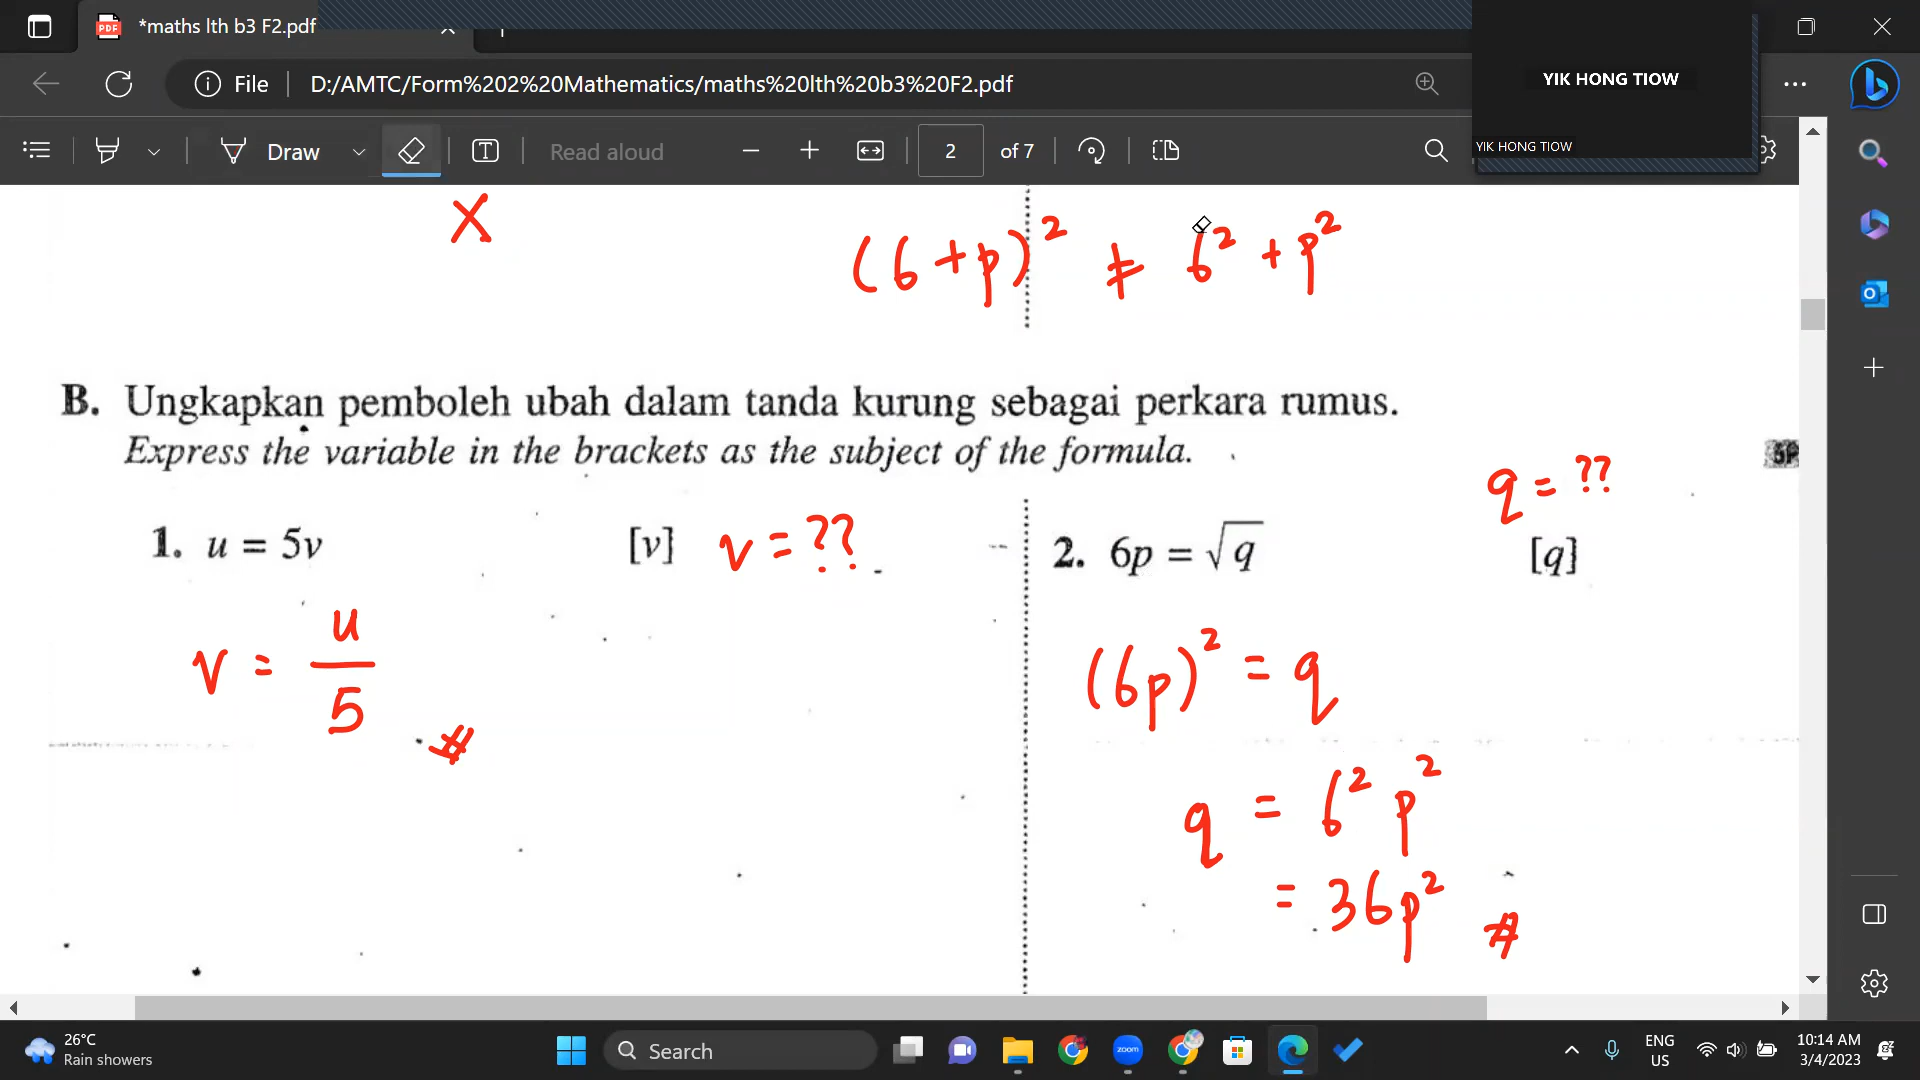 *maths lth b3 F2.pdf
File
D:/AMTC/Form%202%20Mathematics/maths%20lth%20b3%20F2.pdf
YIK HONG TIOW
YIK HONG TIOW
Draw
Read aloud
2
of 7
X
(6+p)² ≠ 6² + p²
B. Ungkapkan pemboleh ubah dalam tanda kurung sebagai perkara rumus.
Express the variable in the brackets as the subject of the formula.
1. u = 5v [v] v = ??
v = u/5 #
q = ??
2. 6p = √q [q]
(6p)² = q
q = 6² p²
= 36p² #
26°C
Rain showers
Search
zoom
ENG
US
10:14 AM
3/4/2023